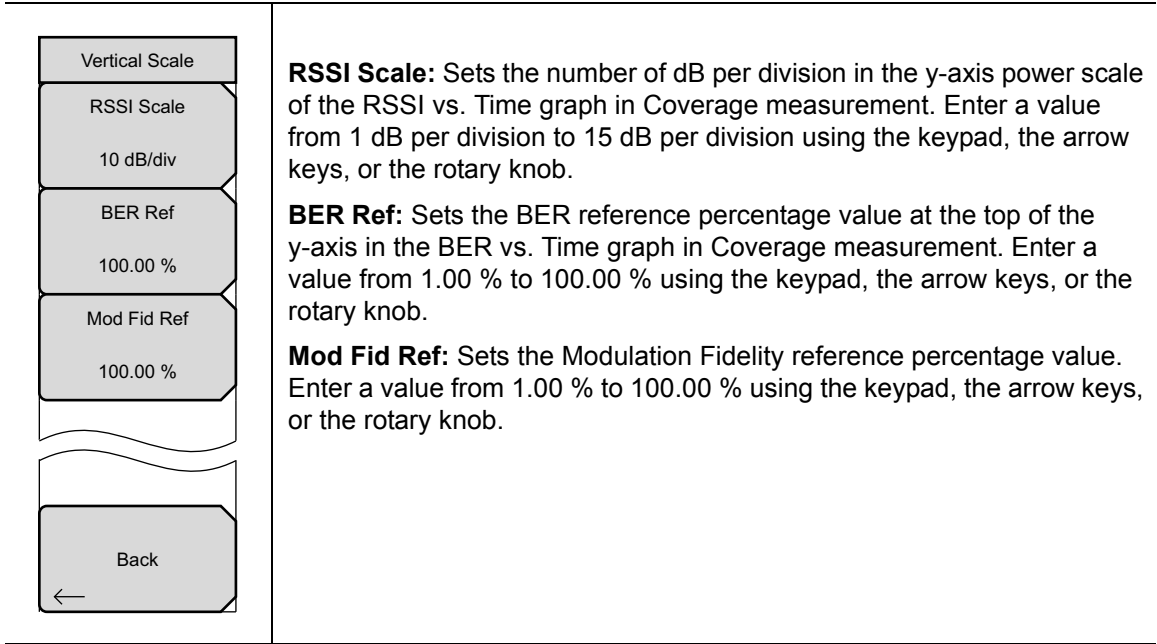 Vertical Scale
RSSI Scale
10 dB/div
BER Ref
100.00 %
Mod Fid Ref
100.00 %
Back
RSSI Scale: Sets the number of dB per division in the y-axis power scale
of the RSSI vs. Time graph in Coverage measurement. Enter a value
from 1 dB per division to 15 dB per division using the keypad, the arrow
keys, or the rotary knob.
BER Ref: Sets the BER reference percentage value at the top of the
y-axis in the BER vs. Time graph in Coverage measurement. Enter a
value from 1.00 % to 100.00 % using the keypad, the arrow keys, or the
rotary knob.
Mod Fid Ref: Sets the Modulation Fidelity reference percentage value.
Enter a value from 1.00 % to 100.00 % using the keypad, the arrow keys,
or the rotary knob.